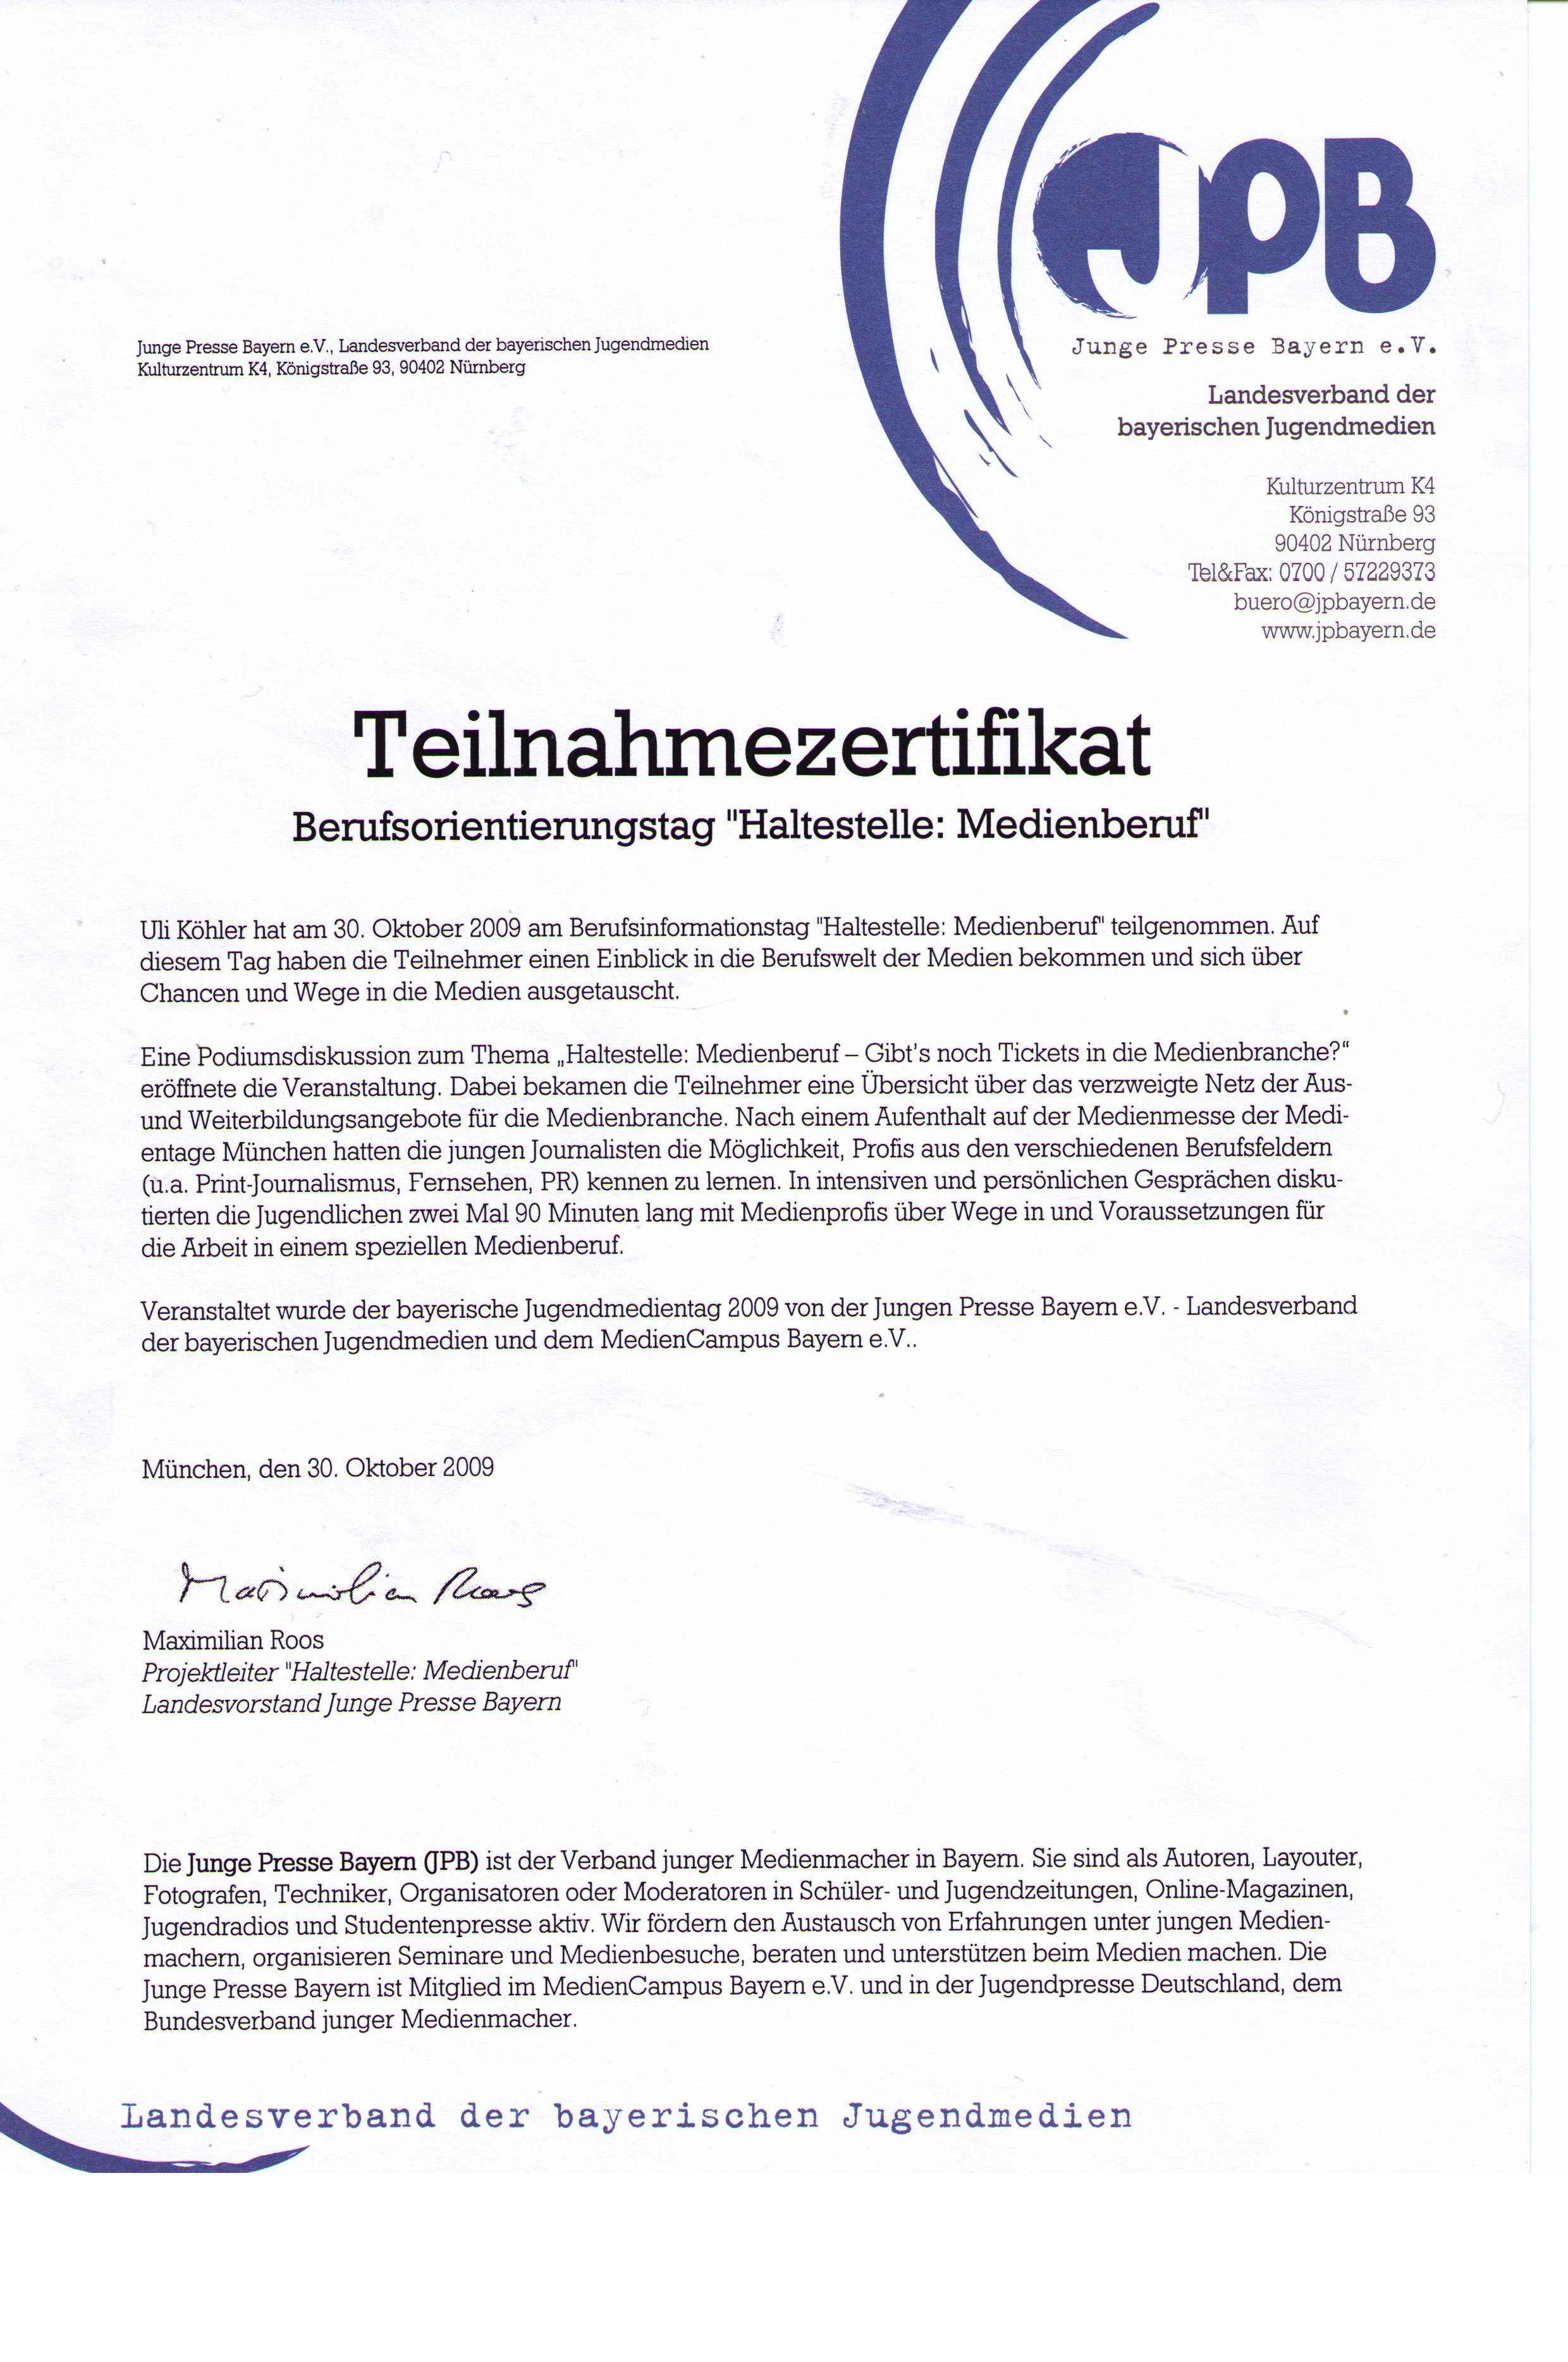 JPB
Junge Presse Bayern e.V.
Landesverband der
bayerischen Jugendmedien
Kulturzentrum K4
Königstraße 93
90402 Nürnberg
Tel&Fax: 0700 / 57229373
buero@jpbayern.de
www.jpbayern.de
Junge Presse Bayern e.V., Landesverband der bayerischen Jugendmedien
Kulturzentrum K4, Königstraße 93, 90402 Nürnberg
Teilnahmezertifikat
Berufsorientierungstag "Haltestelle: Medienberuf"
Uli Köhler hat am 30. Oktober 2009 am Berufsinformationstag "Haltestelle: Medienberuf" teilgenommen. Auf
diesem Tag haben die Teilnehmer einen Einblick in die Berufswelt der Medien bekommen und sich über
Chancen und Wege in die Medien ausgetauscht.
Eine Podiumsdiskussion zum Thema „Haltestelle: Medienberuf – Gibt's noch Tickets in die Medienbranche?"
eröffnete die Veranstaltung. Dabei bekamen die Teilnehmer eine Übersicht über das verzweigte Netz der Aus-
und Weiterbildungsangebote für die Medienbranche. Nach einem Aufenthalt auf der Medienmesse der Medi-
entage München hatten die jungen Journalisten die Möglichkeit, Profis aus den verschiedenen Berufsfeldern
(u.a. Print-Journalismus, Fernsehen, PR) kennen zu lernen. In intensiven und persönlichen Gesprächen disku-
tierten die Jugendlichen zwei Mal 90 Minuten lang mit Medienprofis über Wege in und Voraussetzungen für
die Arbeit in einem speziellen Medienberuf.
Veranstaltet wurde der bayerische Jugendmedientag 2009 von der Jungen Presse Bayern e.V. - Landesverband
der bayerischen Jugendmedien und dem MedienCampus Bayern e.V..
München, den 30. Oktober 2009
Maximilian Roos
Maximilian Roos
Projektleiter "Haltestelle: Medienberuf"
Landesvorstand Junge Presse Bayern
Die Junge Presse Bayern (JPB) ist der Verband junger Medienmacher in Bayern. Sie sind als Autoren, Layouter,
Fotografen, Techniker, Organisatoren oder Moderatoren in Schüler- und Jugendzeitungen, Online-Magazinen,
Jugendradios und Studentenpresse aktiv. Wir fördern den Austausch von Erfahrungen unter jungen Medien-
machern, organisieren Seminare und Medienbesuche, beraten und unterstützen beim Medien machen. Die
Junge Presse Bayern ist Mitglied im MedienCampus Bayern e.V. und in der Jugendpresse Deutschland, dem
Bundesverband junger Medienmacher.
Landesverband der bayerischen Jugendmedien